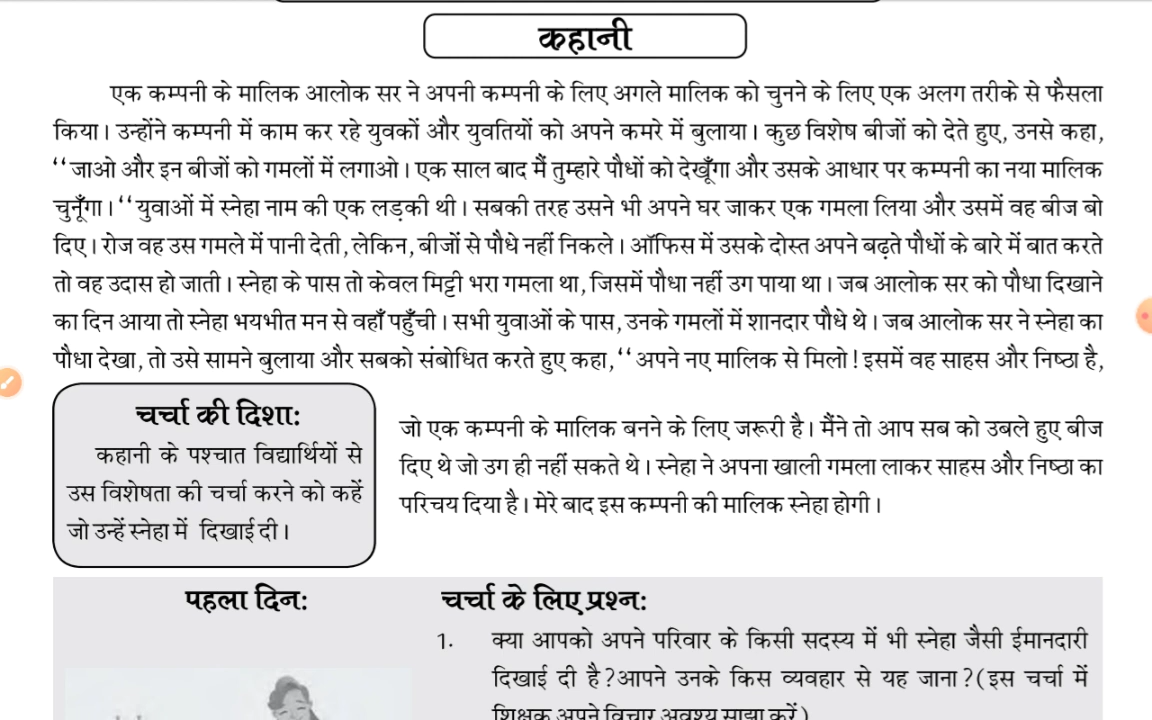 कहानी
एक कम्पनी के मालिक आलोक सर ने अपनी कम्पनी के लिए अगले मालिक को चुनने के लिए एक अलग तरीके से फैसला
किया। उन्होंने कम्पनी में काम कर रहे युवकों और युवतियों को अपने कमरे में बुलाया। कुछ विशेष बीजों को देते हुए, उनसे कहा,
‘‘जाओ और इन बीजों को गमलों में लगाओ। एक साल बाद मैं तुम्हारे पौधों को देखूँगा और उसके आधार पर कम्पनी का नया मालिक
चुनूँगा।‘‘युवाओं में स्नेहा नाम की एक लड़की थी। सबकी तरह उसने भी अपने घर जाकर एक गमला लिया और उसमें वह बीज बो
दिए। रोज वह उस गमले में पानी देती, लेकिन, बीजों से पौधे नहीं निकले। ऑफिस में उसके दोस्त अपने बढ़ते पौधों के बारे में बात करते
तो वह उदास हो जाती। स्नेहा के पास तो केवल मिट्टी भरा गमला था, जिसमें पौधा नहीं उग पाया था। जब आलोक सर को पौधा दिखाने
का दिन आया तो स्नेहा भयभीत मन से वहाँ पहुँची। सभी युवाओं के पास, उनके गमलों में शानदार पौधे थे। जब आलोक सर ने स्नेहा का
पौधा देखा, तो उसे सामने बुलाया और सबको संबोधित करते हुए कहा,‘‘ अपने नए मालिक से मिलो! इसमें वह साहस और निष्ठा है,
जो एक कम्पनी के मालिक बनने के लिए जरूरी है। मैंने तो आप सब को उबले हुए बीज
दिए थे जो उग ही नहीं सकते थे। स्नेहा ने अपना खाली गमला लाकर साहस और निष्ठा का
परिचय दिया है। मेरे बाद इस कम्पनी की मालिक स्नेहा होगी।
चर्चा की दिशा:
कहानी के पश्चात विद्यार्थियों से
उस विशेषता की चर्चा करने को कहें
जो उन्हें स्नेहा में दिखाई दी।
पहला दिन:
चर्चा के लिए प्रश्न:
1. क्या आपको अपने परिवार के किसी सदस्य में भी स्नेहा जैसी ईमानदारी
दिखाई दी है?आपने उनके किस व्यवहार से यह जाना?(इस चर्चा में
शिक्षक अपने विचार अवश्य साझा करें)